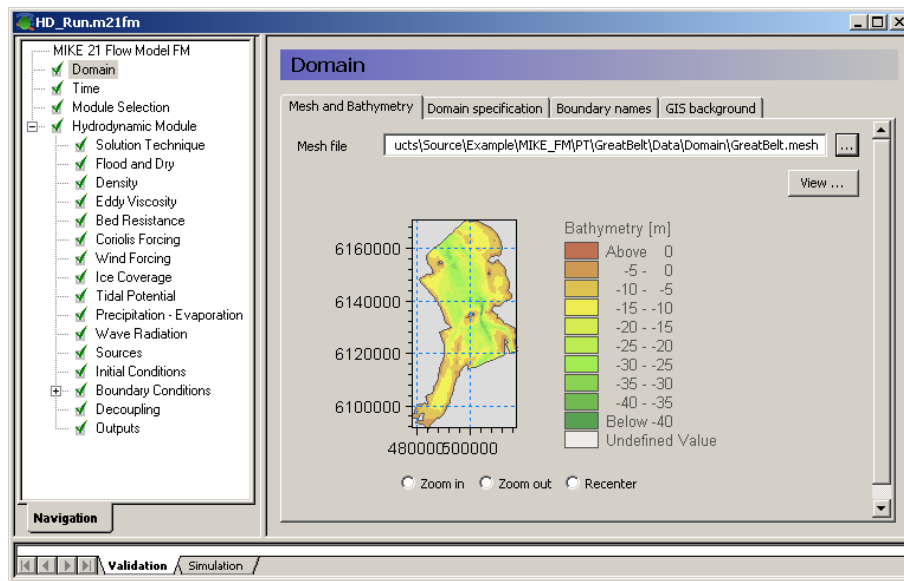 HD_Run.m21fm
MIKE 21 Flow Model FM
Domain
Time
Module Selection
Hydrodynamic Module
Solution Technique
Flood and Dry
Density
Eddy Viscosity
Bed Resistance
Coriolis Forcing
Wind Forcing
Ice Coverage
Tidal Potential
Precipitation - Evaporation
Wave Radiation
Sources
Initial Conditions
Boundary Conditions
Decoupling
Outputs
Navigation
Domain
Mesh and Bathymetry Domain specification Boundary names GIS background
Mesh file ucts\Source\Example\MIKE_FM\PT\GreatBelt\Data\Domain\GreatBelt.mesh ...
View ...
6160000
6140000
6120000
6100000
480000 500000
Bathymetry [m]
Above 0
-5 - 0
-10 - -5
-15 - -10
-20 - -15
-25 - -20
-30 - -25
-35 - -30
-40 - -35
Below -40
Undefined Value
Zoom in Zoom out Recenter
Validation Simulation